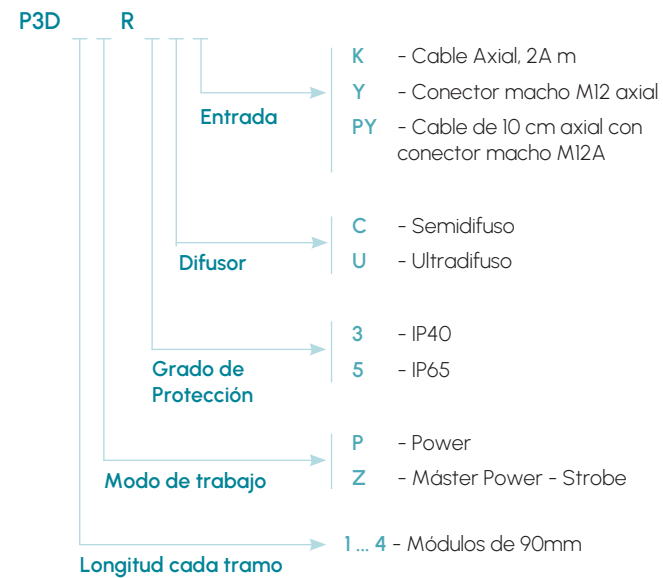 P3D R
K - Cable Axial, 2A m
Y - Conector macho M12 axial
Entrada
PY - Cable de 10 cm axial con
conector macho M12A
C - Semidifuso
Difusor
U - Ultradifuso
3 - IP40
Grado de
Protección
5 - IP65
P - Power
Modo de trabajo
Z - Máster Power - Strobe
1 ... 4 - Módulos de 90mm
Longitud cada tramo